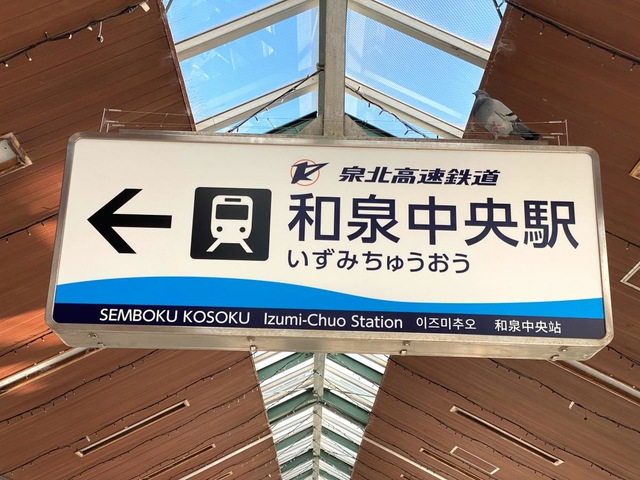 泉北高速鉄道
和泉中央駅
いずみちゅうおう
SEMBOKU KOSOKU Izumi-Chuo Station 이즈미추오 和泉中央站